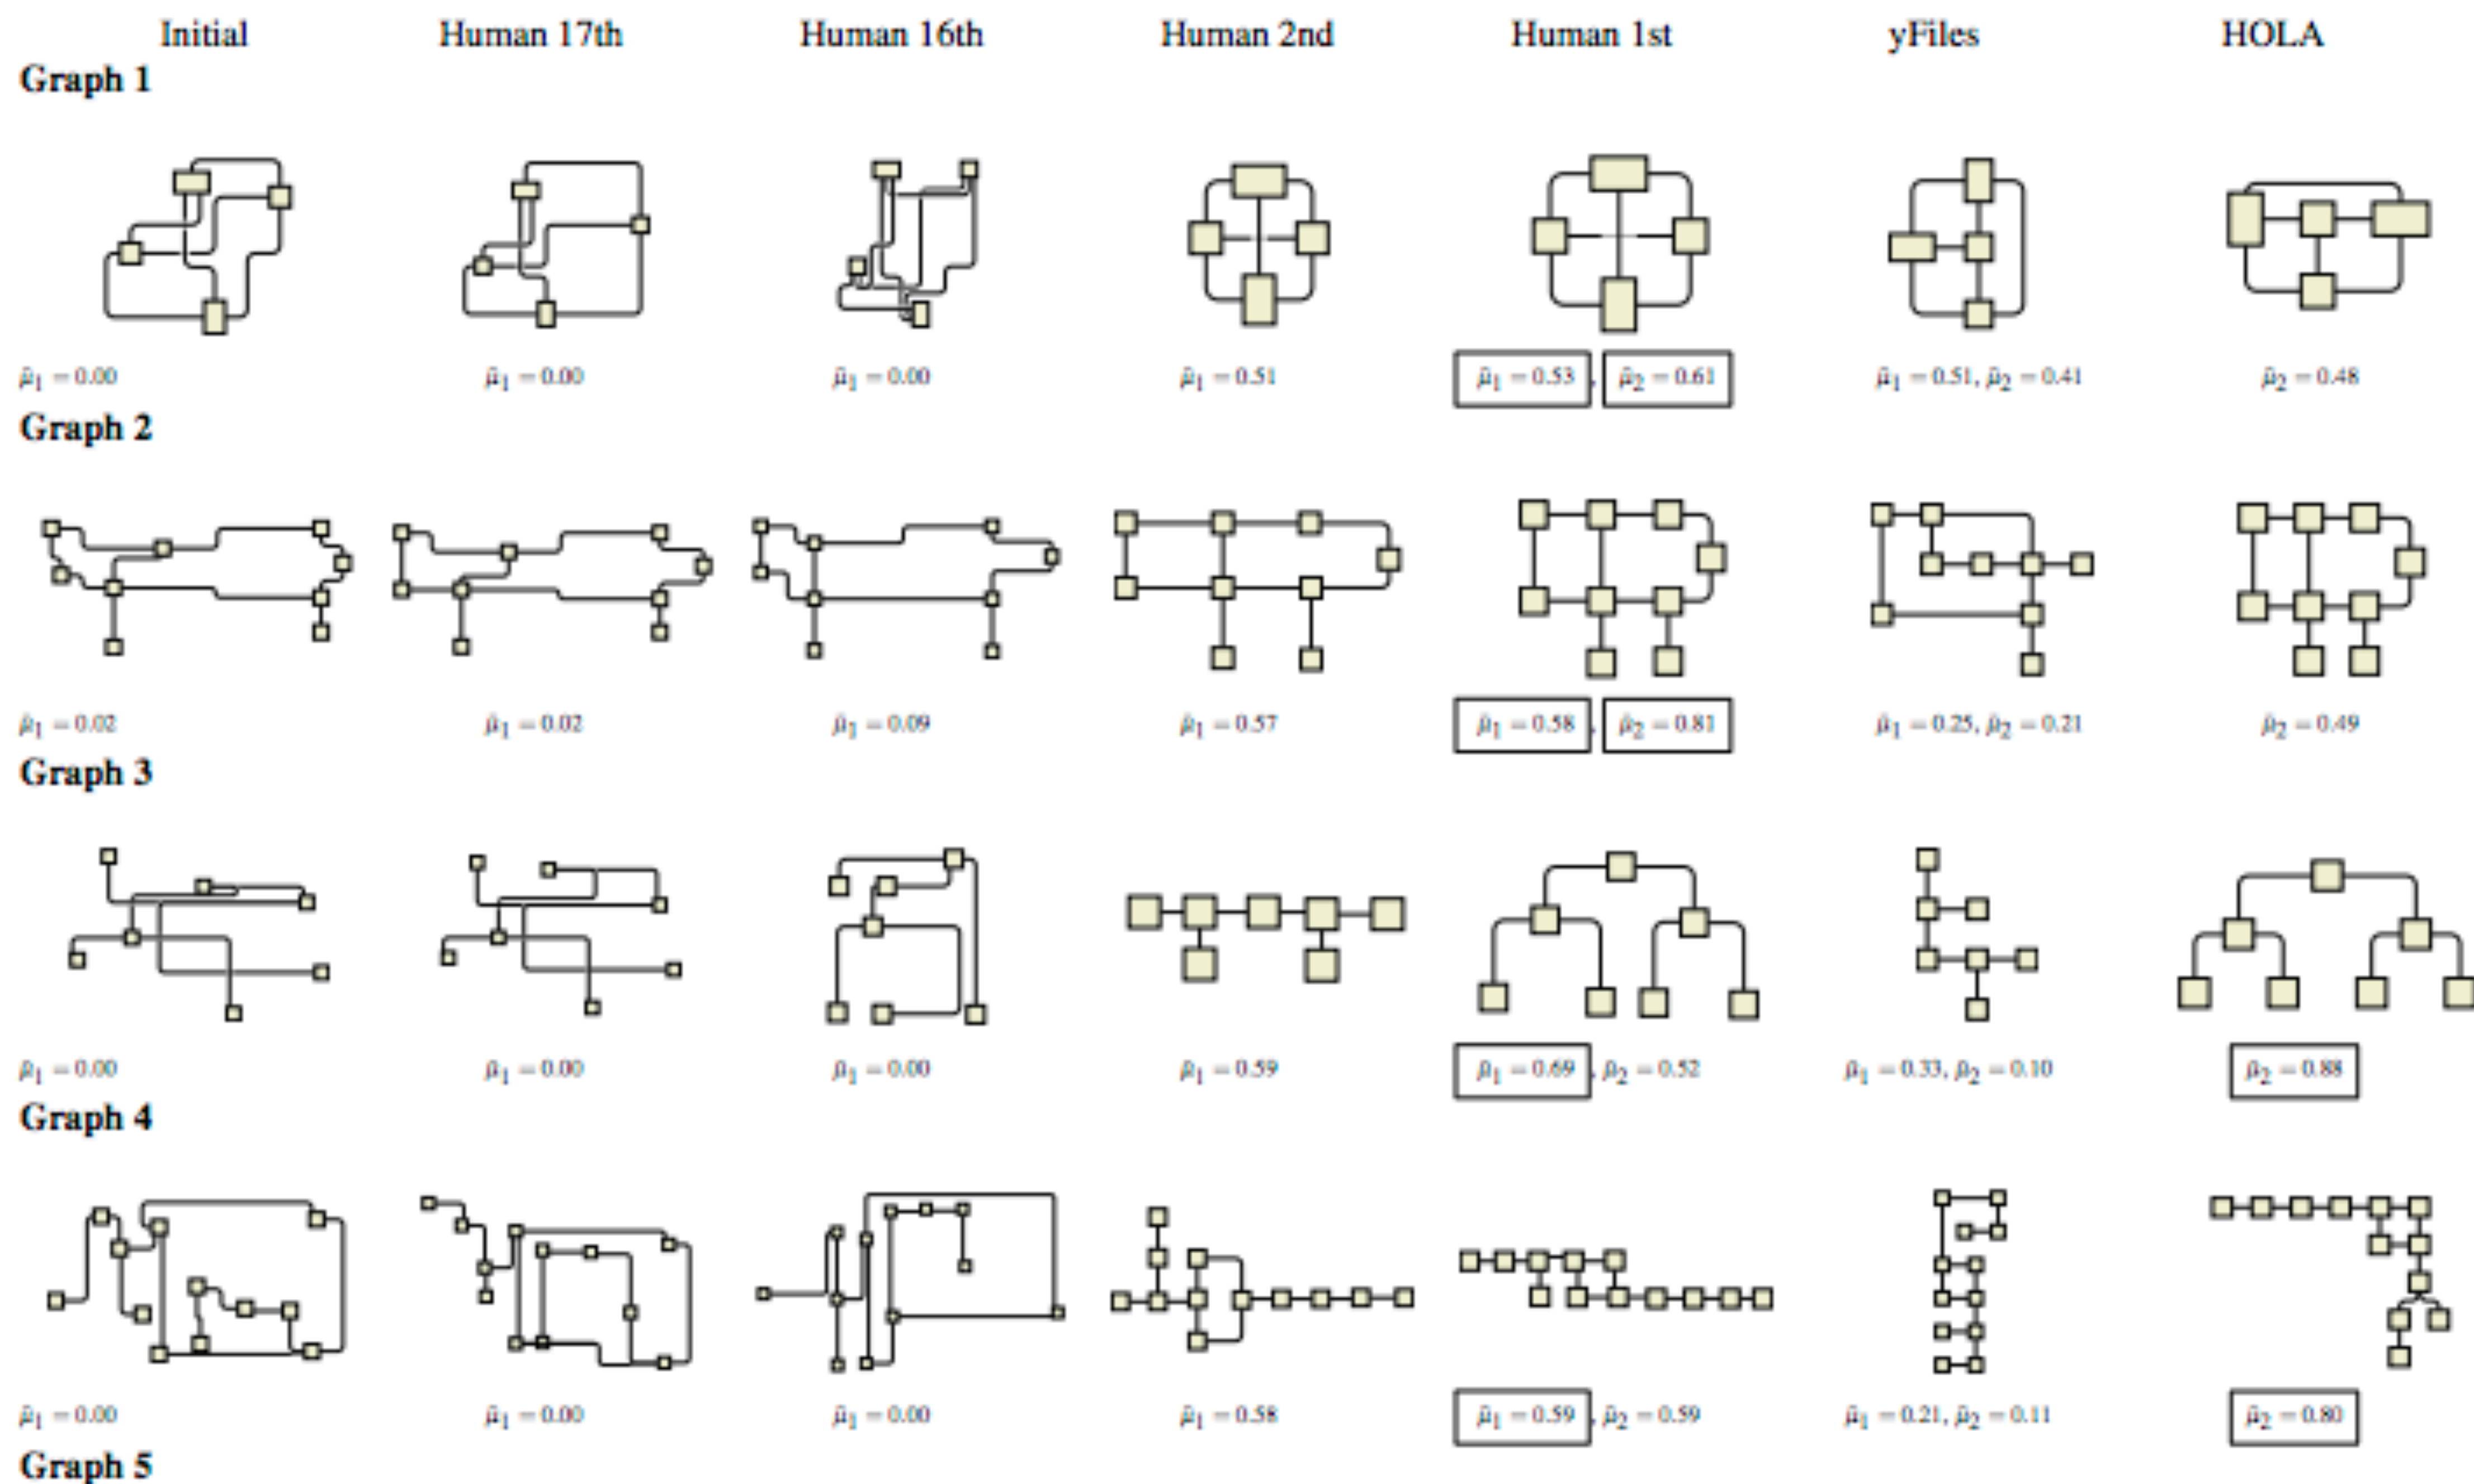 Initial Human 17th Human 16th Human 2nd Human 1st yFiles HOLA
Graph 1
μ̂1 = 0.00 μ̂1 = 0.00 μ̂1 = 0.00 μ̂1 = 0.51 μ̂1 = 0.53, μ̂2 = 0.61 μ̂1 = 0.51, μ̂2 = 0.41 μ̂2 = 0.48
Graph 2
μ̂1 = 0.02 μ̂1 = 0.02 μ̂1 = 0.09 μ̂1 = 0.57 μ̂1 = 0.58, μ̂2 = 0.81 μ̂1 = 0.25, μ̂2 = 0.21 μ̂2 = 0.49
Graph 3
μ̂1 = 0.00 μ̂1 = 0.00 μ̂1 = 0.00 μ̂1 = 0.59 μ̂1 = 0.69, μ̂2 = 0.52 μ̂1 = 0.33, μ̂2 = 0.10 μ̂2 = 0.88
Graph 4
μ̂1 = 0.00 μ̂1 = 0.00 μ̂1 = 0.00 μ̂1 = 0.58 μ̂1 = 0.59, μ̂2 = 0.59 μ̂1 = 0.21, μ̂2 = 0.11 μ̂2 = 0.80
Graph 5